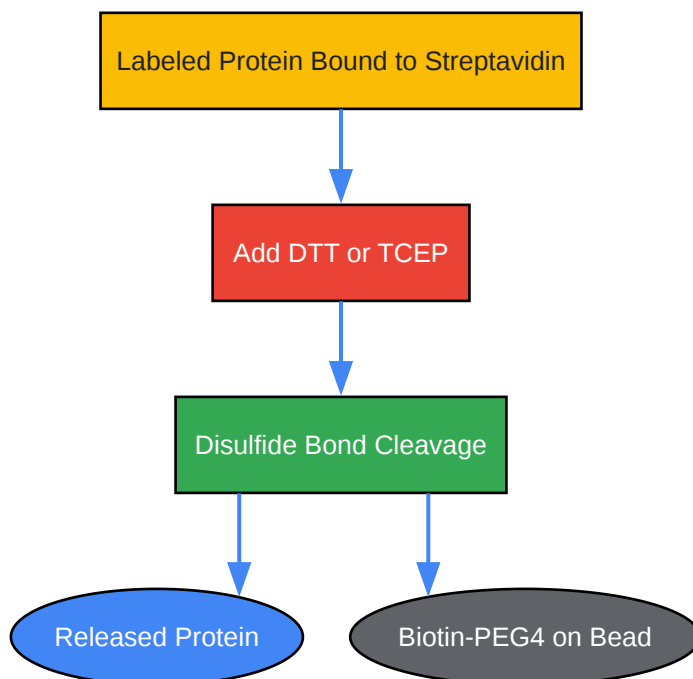 Labeled Protein Bound to Streptavidin
Add DTT or TCEP
Disulfide Bond Cleavage
Released Protein
Biotin-PEG4 on Bead